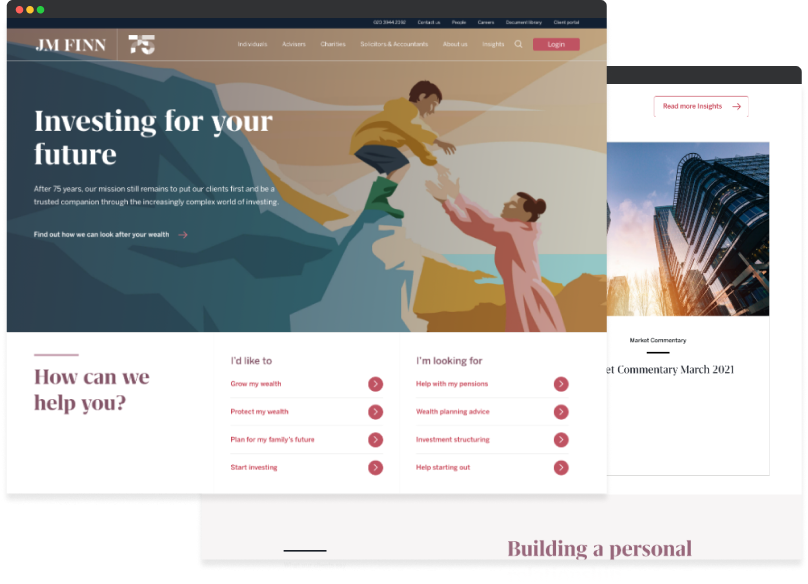 020 3944 2192 Contact us People Careers Document library Client portal
JM FINN 75 Individuals Advisers Charities Solicitors & Accountants About us Insights Login
Investing for your
future
After 75 years, our mission still remains to put our clients first and be a
trusted companion through the increasingly complex world of investing.
Find out how we can look after your wealth
How can we
help you?
I'd like to
Grow my wealth
Protect my wealth
Plan for my family's future
Start investing
I'm looking for
Help with my pensions
Wealth planning advice
Investment structuring
Help starting out
Read more Insights
Market Commentary
et Commentary March 2021
Building a personal